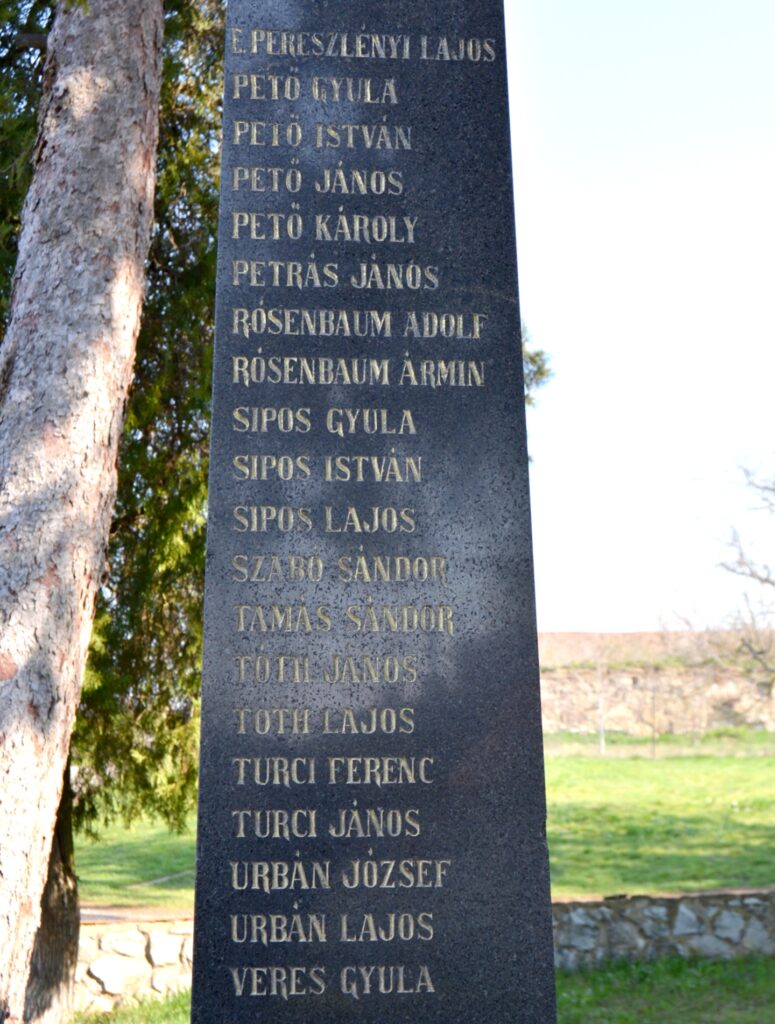 E. PERESZLÉNYI LAJOS
PETŐ GYULA
PETŐ ISTVÁN
PETŐ JÁNOS
PETŐ KÁROLY
PETRÁS JÁNOS
RÓSENBAUM ADOLF
RÓSENBAUM ÁRMIN
SIPOS GYULA
SIPOS ISTVÁN
SIPOS LAJOS
SZABÓ SÁNDOR
TAMÁS SÁNDOR
TÓTH JÁNOS
TÓTH LAJOS
TURCI FERENC
TURCI JÁNOS
URBÁN JÓZSEF
URBÁN LAJOS
VERES GYULA